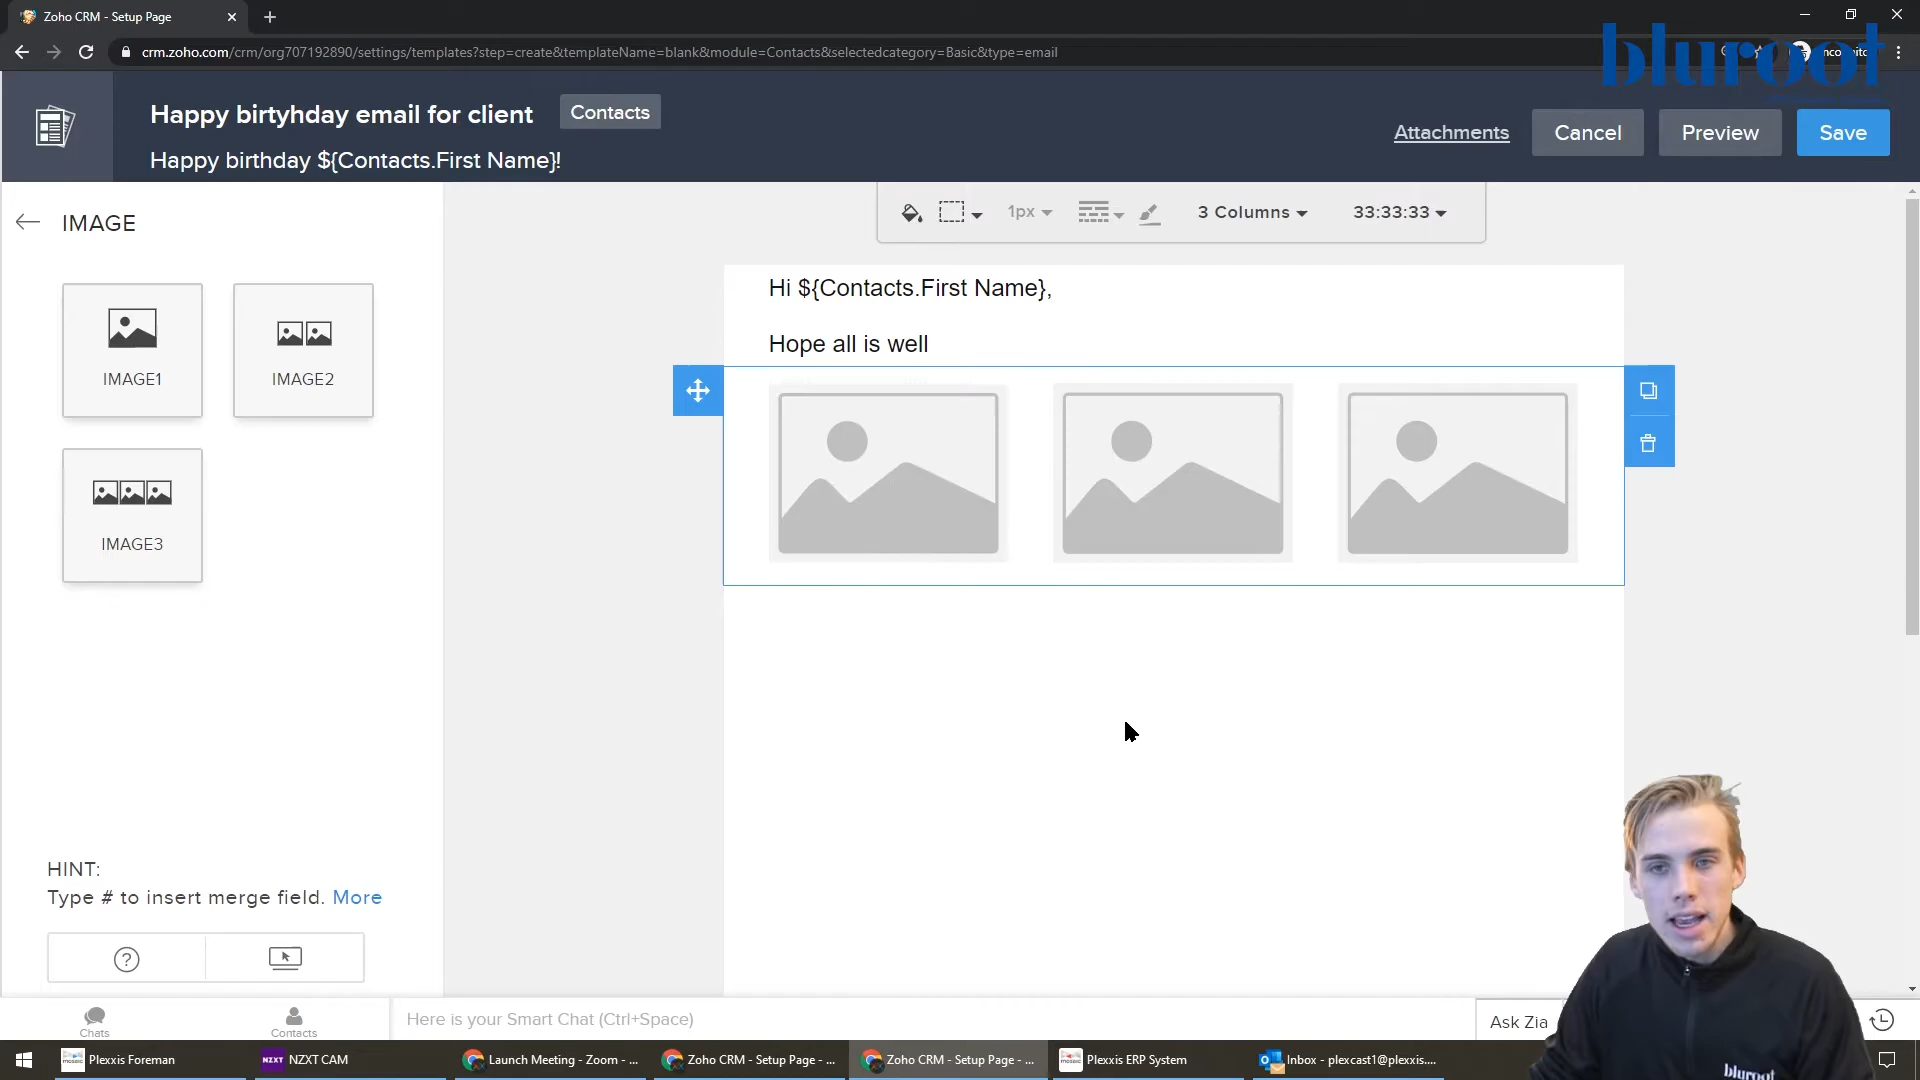 Zoho CRM - Setup Page
crm.zoho.com/crm/org707192890/settings/templates?step=create&templateName=blank&module=Contacts&selectedcategory=Basic&type=email
bluroot
Happy birtyhday email for client
Contacts
Happy birthday ${Contacts.First Name}!
Attachments
Cancel
Preview
Save
IMAGE
1px
3 Columns
33:33:33
IMAGE1
IMAGE2
IMAGE3
Hi ${Contacts.First Name},
Hope all is well
HINT:
Type # to insert merge field. More
Chats
Contacts
Here is your Smart Chat (Ctrl+Space)
Ask Zia
bluroot
Plexxis Foreman
NZXT
NZXT CAM
Launch Meeting - Zoom - ...
Zoho CRM - Setup Page - ...
Zoho CRM - Setup Page - ...
Plexxis ERP System
Inbox - plexcast1@plexxis....